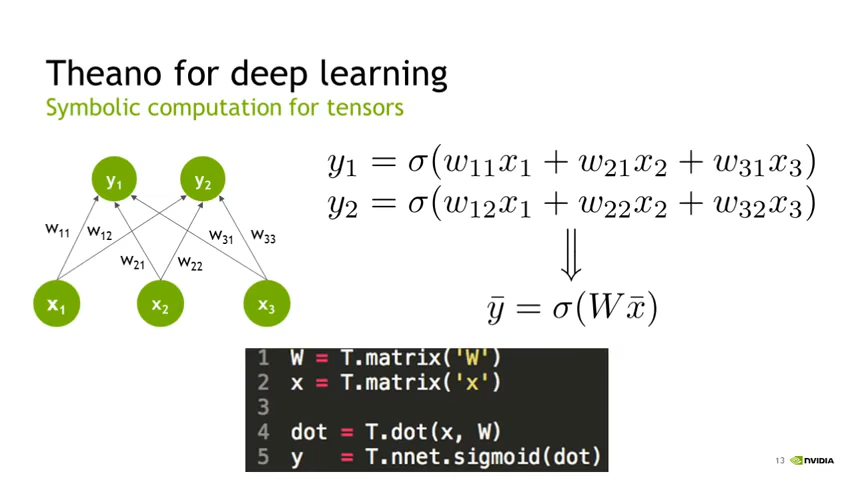 Theano for deep learning
Symbolic computation for tensors
y₁ = σ(w₁₁x₁ + w₂₁x₂ + w₃₁x₃)
y₂ = σ(w₁₂x₁ + w₂₂x₂ + w₃₂x₃)
⇓
ȳ = σ(Wx̄)
y₁ y₂
w₁₁ w₁₂ w₃₁ w₃₃
w₂₁ w₂₂
x₁ x₂ x₃
1 W = T.matrix('W')
2 x = T.matrix('x')
3
4 dot = T.dot(x, W)
5 y = T.nnet.sigmoid(dot)
13 NVIDIA